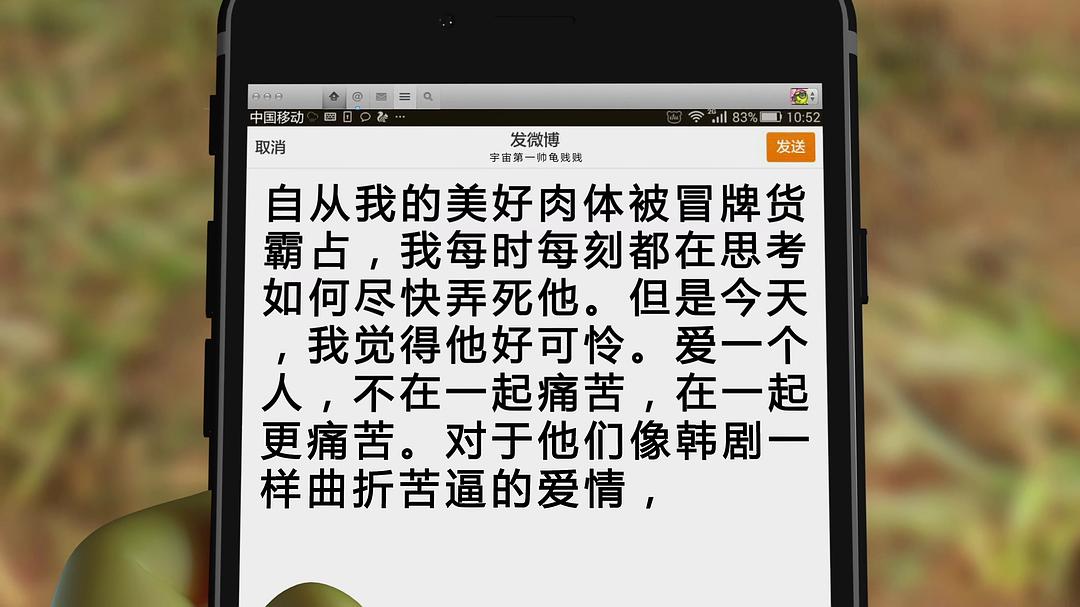 中国移动 2G 83% 10:52
取消 发微博 发送
宇宙第一帅龟贱贱
自从我的美好肉体被冒牌货
霸占，我每时每刻都在思考
如何尽快弄死他。但是今天
，我觉得他好可怜。爱一个
人，不在一起痛苦，在一起
更痛苦。对于他们像韩剧一
样曲折苦逼的爱情，